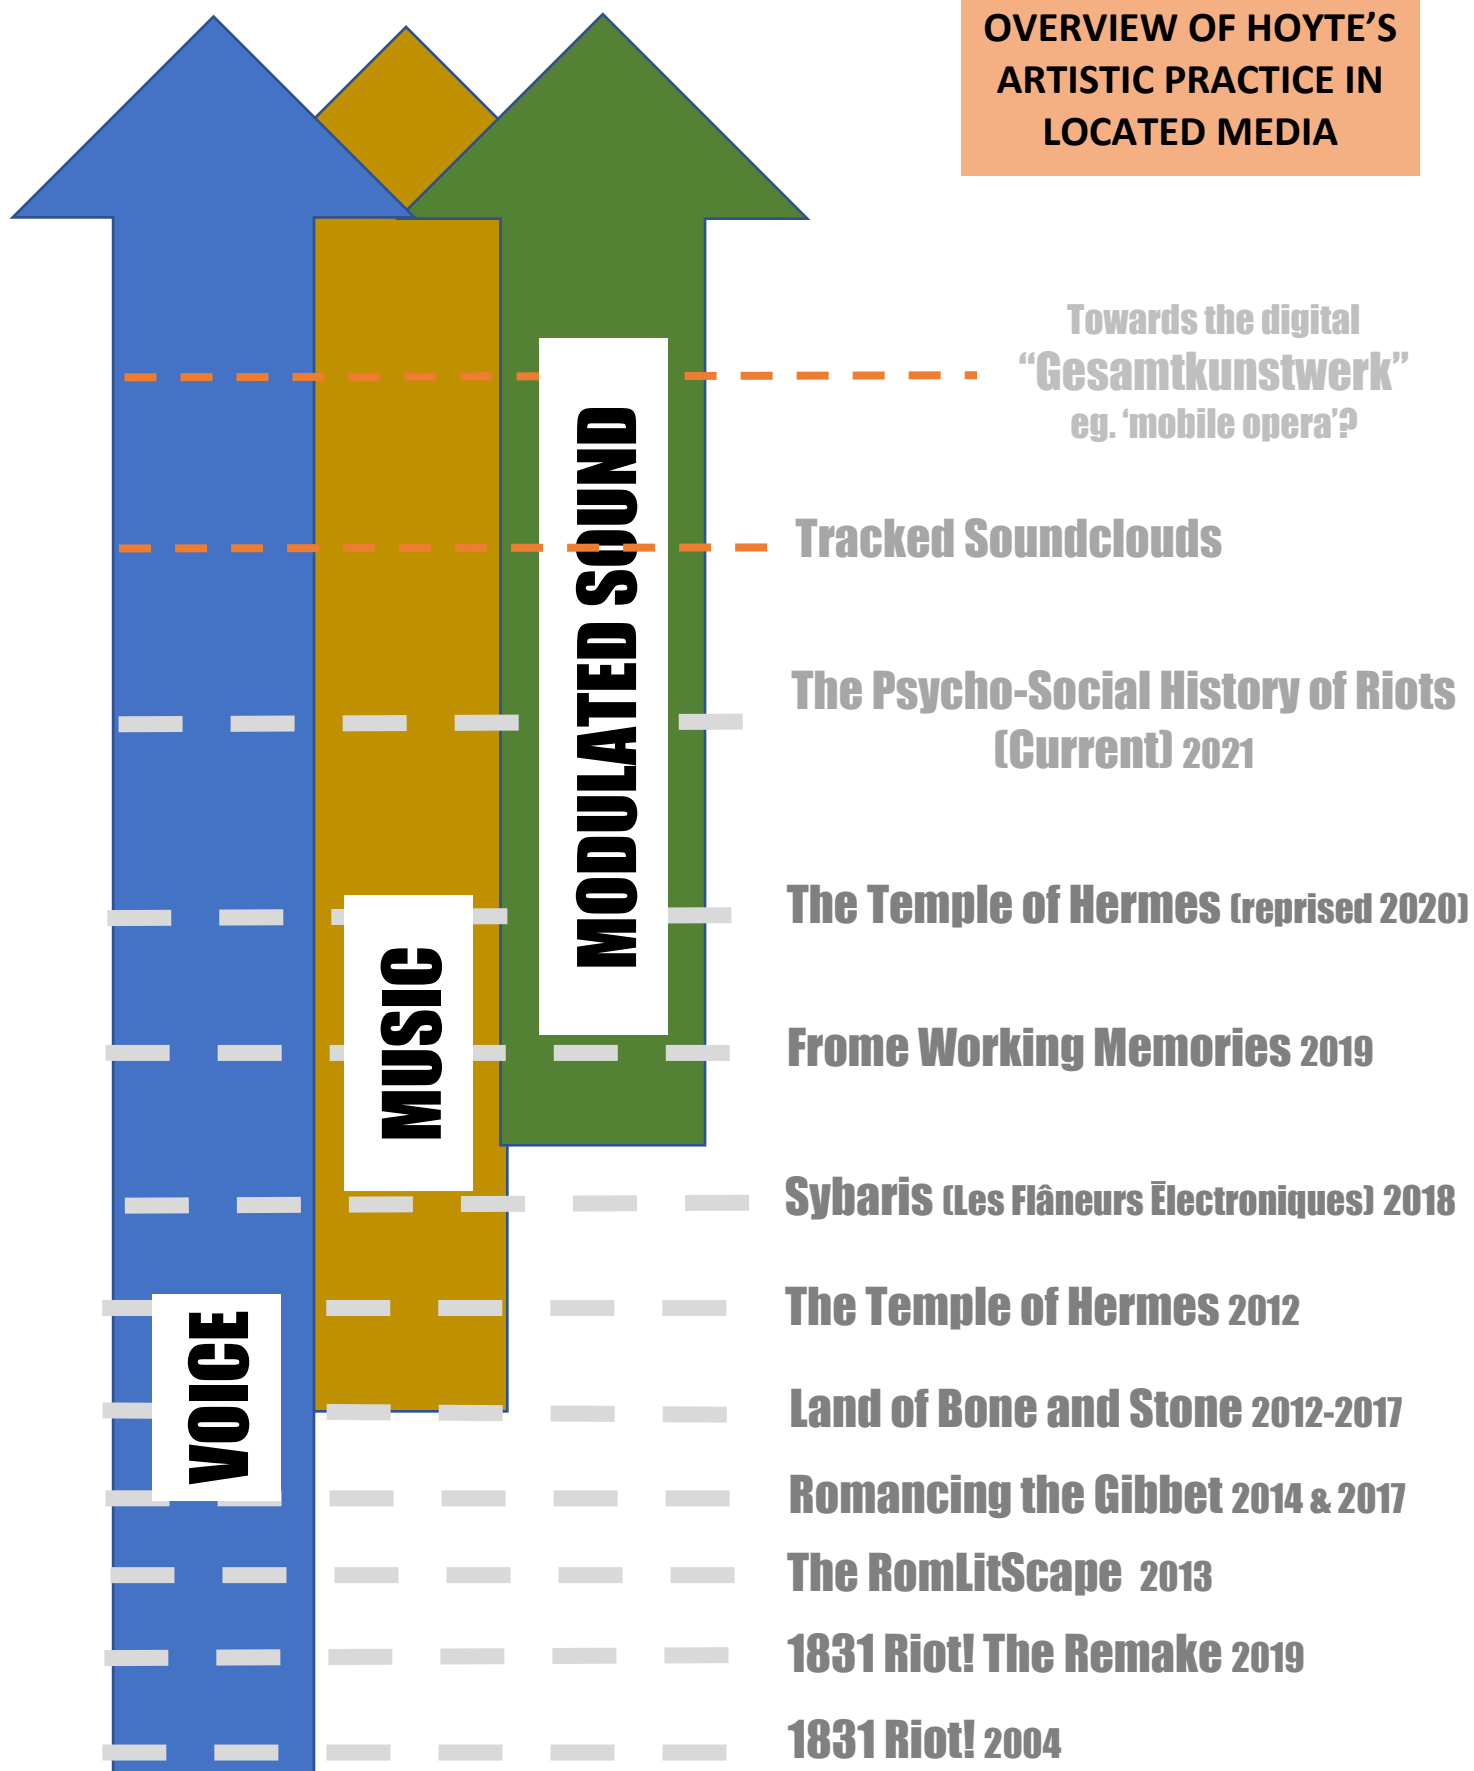 OVERVIEW OF HOYTE’S
ARTISTIC PRACTICE IN
LOCATED MEDIA
Towards the digital
“Gesamtkunstwerk”
eg. ‘mobile opera’?
Tracked Soundclouds
The Psycho-Social History of Riots
(Current) 2021
The Temple of Hermes (reprised 2020)
Frome Working Memories 2019
Sybaris (Les Flâneurs Ēlectroniques) 2018
The Temple of Hermes 2012
Land of Bone and Stone 2012-2017
Romancing the Gibbet 2014 & 2017
The RomLitScape 2013
1831 Riot! The Remake 2019
1831 Riot! 2004
VOICE
MUSIC
MODULATED SOUND